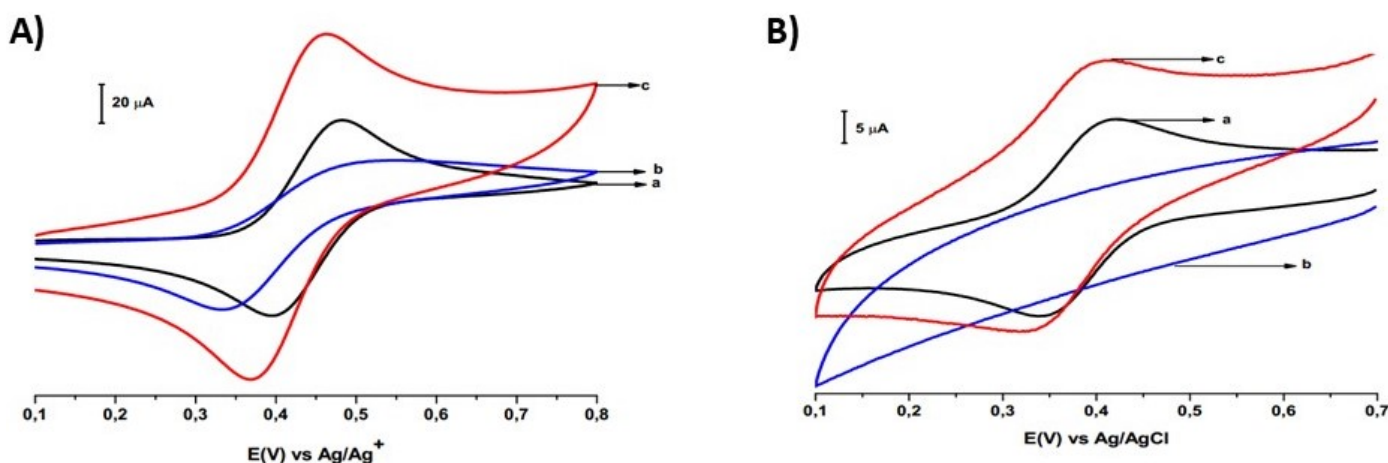 A)
20 µA
c
b
a
0,1 0,2 0,3 0,4 0,5 0,6 0,7 0,8
E(V) vs Ag/Ag+
B)
5 µA
c
a
b
0,1 0,2 0,3 0,4 0,5 0,6 0,7
E(V) vs Ag/AgCl